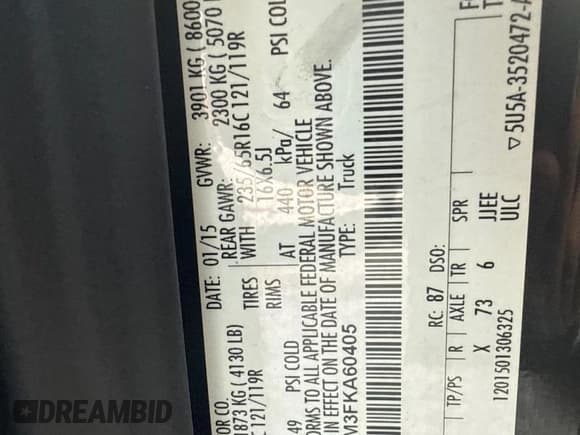 OR CO.
DATE: 01/15 GVWR: 3901 KG ( 8600
1873 KG ( 4130 LB) REAR GAWR: 2300 KG ( 5070
C 121/119R WITH 235/65R16C 121/119R
TIRES
RIMS 16X6.5J
49 PSI COLD AT 440 kPa/ 64 PSI COLD
ORMS TO ALL APPLICABLE FEDERAL MOTOR VEHICLE
IN EFFECT ON THE DATE OF MANUFACTURE SHOWN ABOVE.
M3FKA60405 TYPE: Truck
RC: 87 DSO:
TP/PS R AXLE TR SPR
X 73 6 JJEE
1201501306325 ULC
▽5U5A-3520472-A
DREAMBID